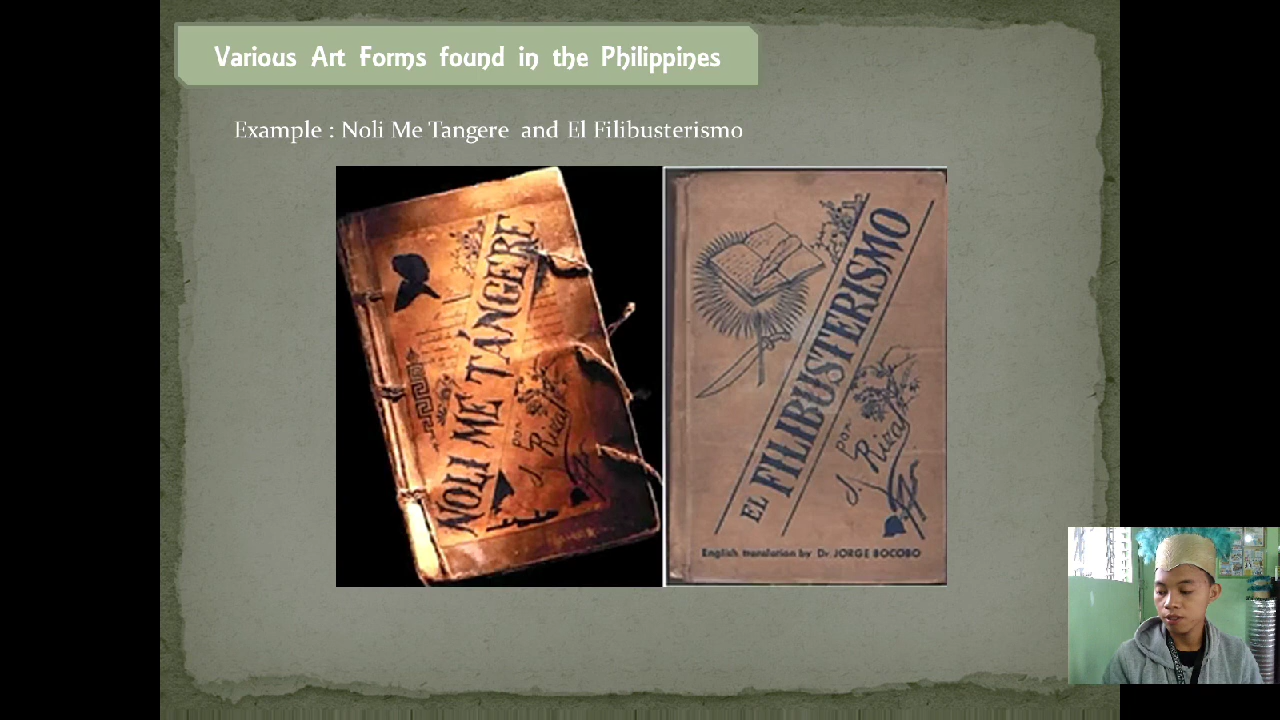 Various Art Forms found in the Philippines
Example : Noli Me Tangere and El Filibusterismo
NOLI ME TÁNGERE
por
J. Rizal
EL FILIBUSTERISMO
por
J. Rizal
English translation by Dr. JORGE BOCOBO